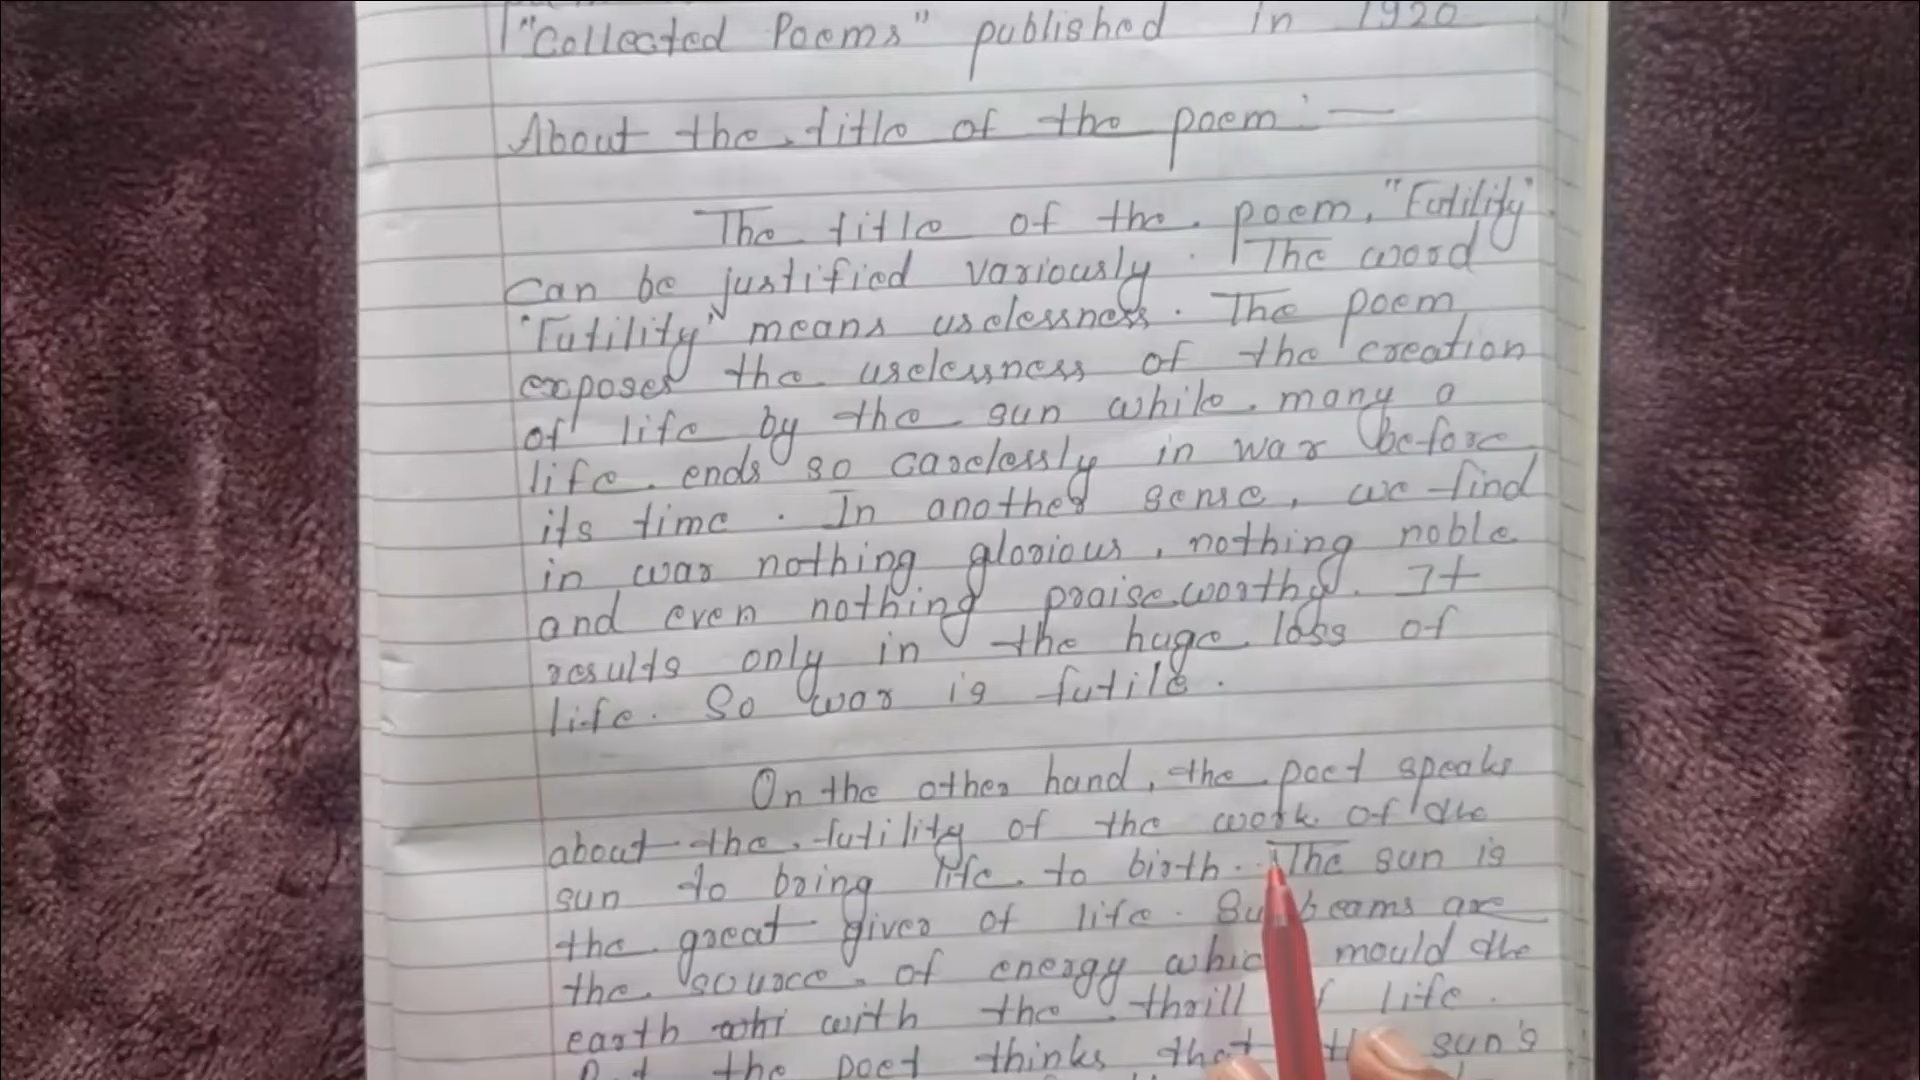 "Collected Poems" published in 1920
About the title of the poem : —
The title of the poem, "Futility"
can be justified variously. The word
"Futility" means uselessness. The poem
exposes the uselessness of the creation
of life by the sun while many a
life ends so carelessly in war before
its time. In another sense, we find
in war nothing glorious, nothing noble
and even nothing praiseworthy. It
results only in the huge loss of
life. So war is futile.
On the other hand, the poet speaks
about the futility of the work of the
sun to bring life to birth. The sun is
the great giver of life. Sunbeams are
the source of energy which mould the
earth whi with the thrill of life.
the poet thinks that the sun's